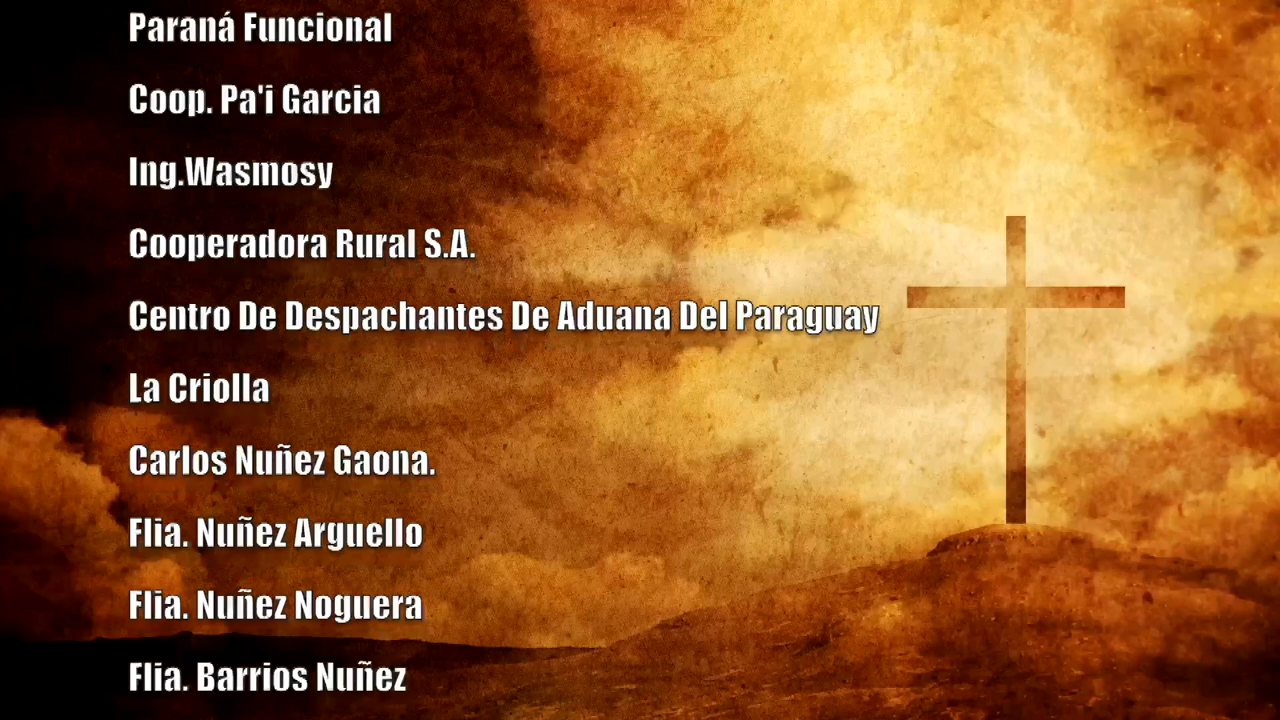 Paraná Funcional
Coop. Pa'i Garcia
Ing.Wasmosy
Cooperadora Rural S.A.
Centro De Despachantes De Aduana Del Paraguay
La Criolla
Carlos Nuñez Gaona.
Flia. Nuñez Arguello
Flia. Nuñez Noguera
Flia. Barrios Nuñez